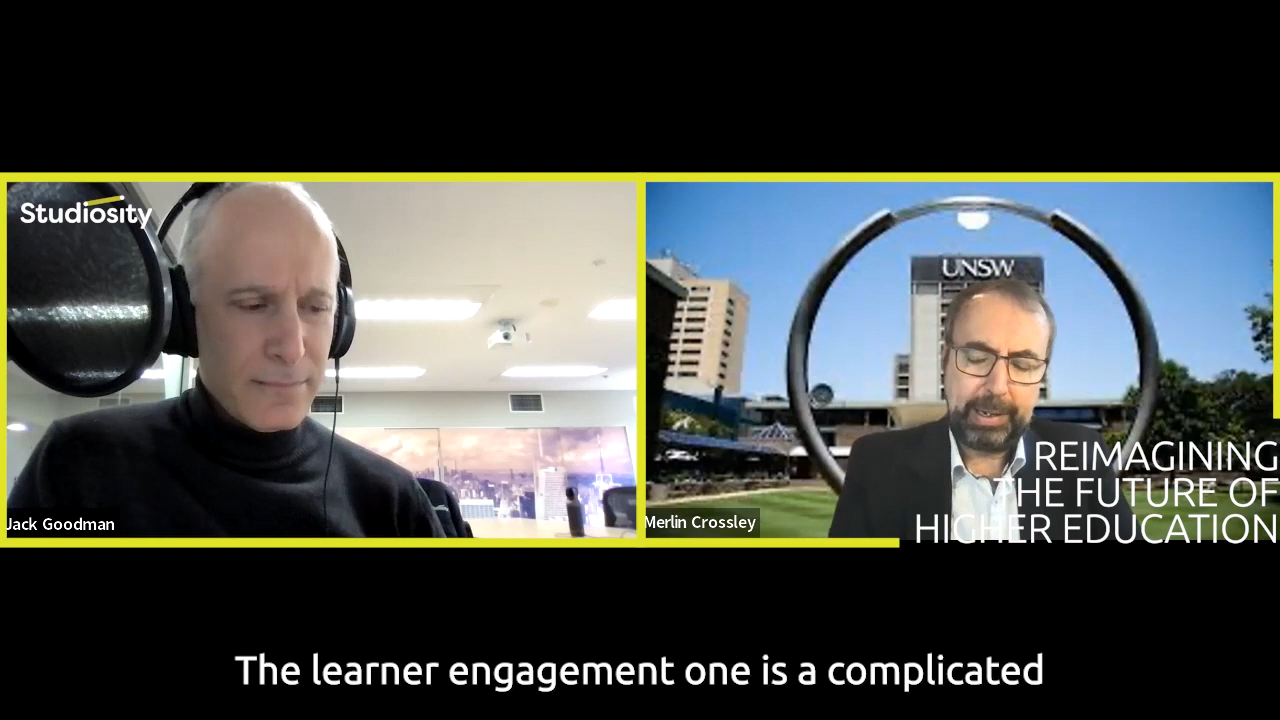 Studiosity
UNSW
Jack Goodman
Merlin Crossley
REIMAGINING
THE FUTURE OF
HIGHER EDUCATION
The learner engagement one is a complicated